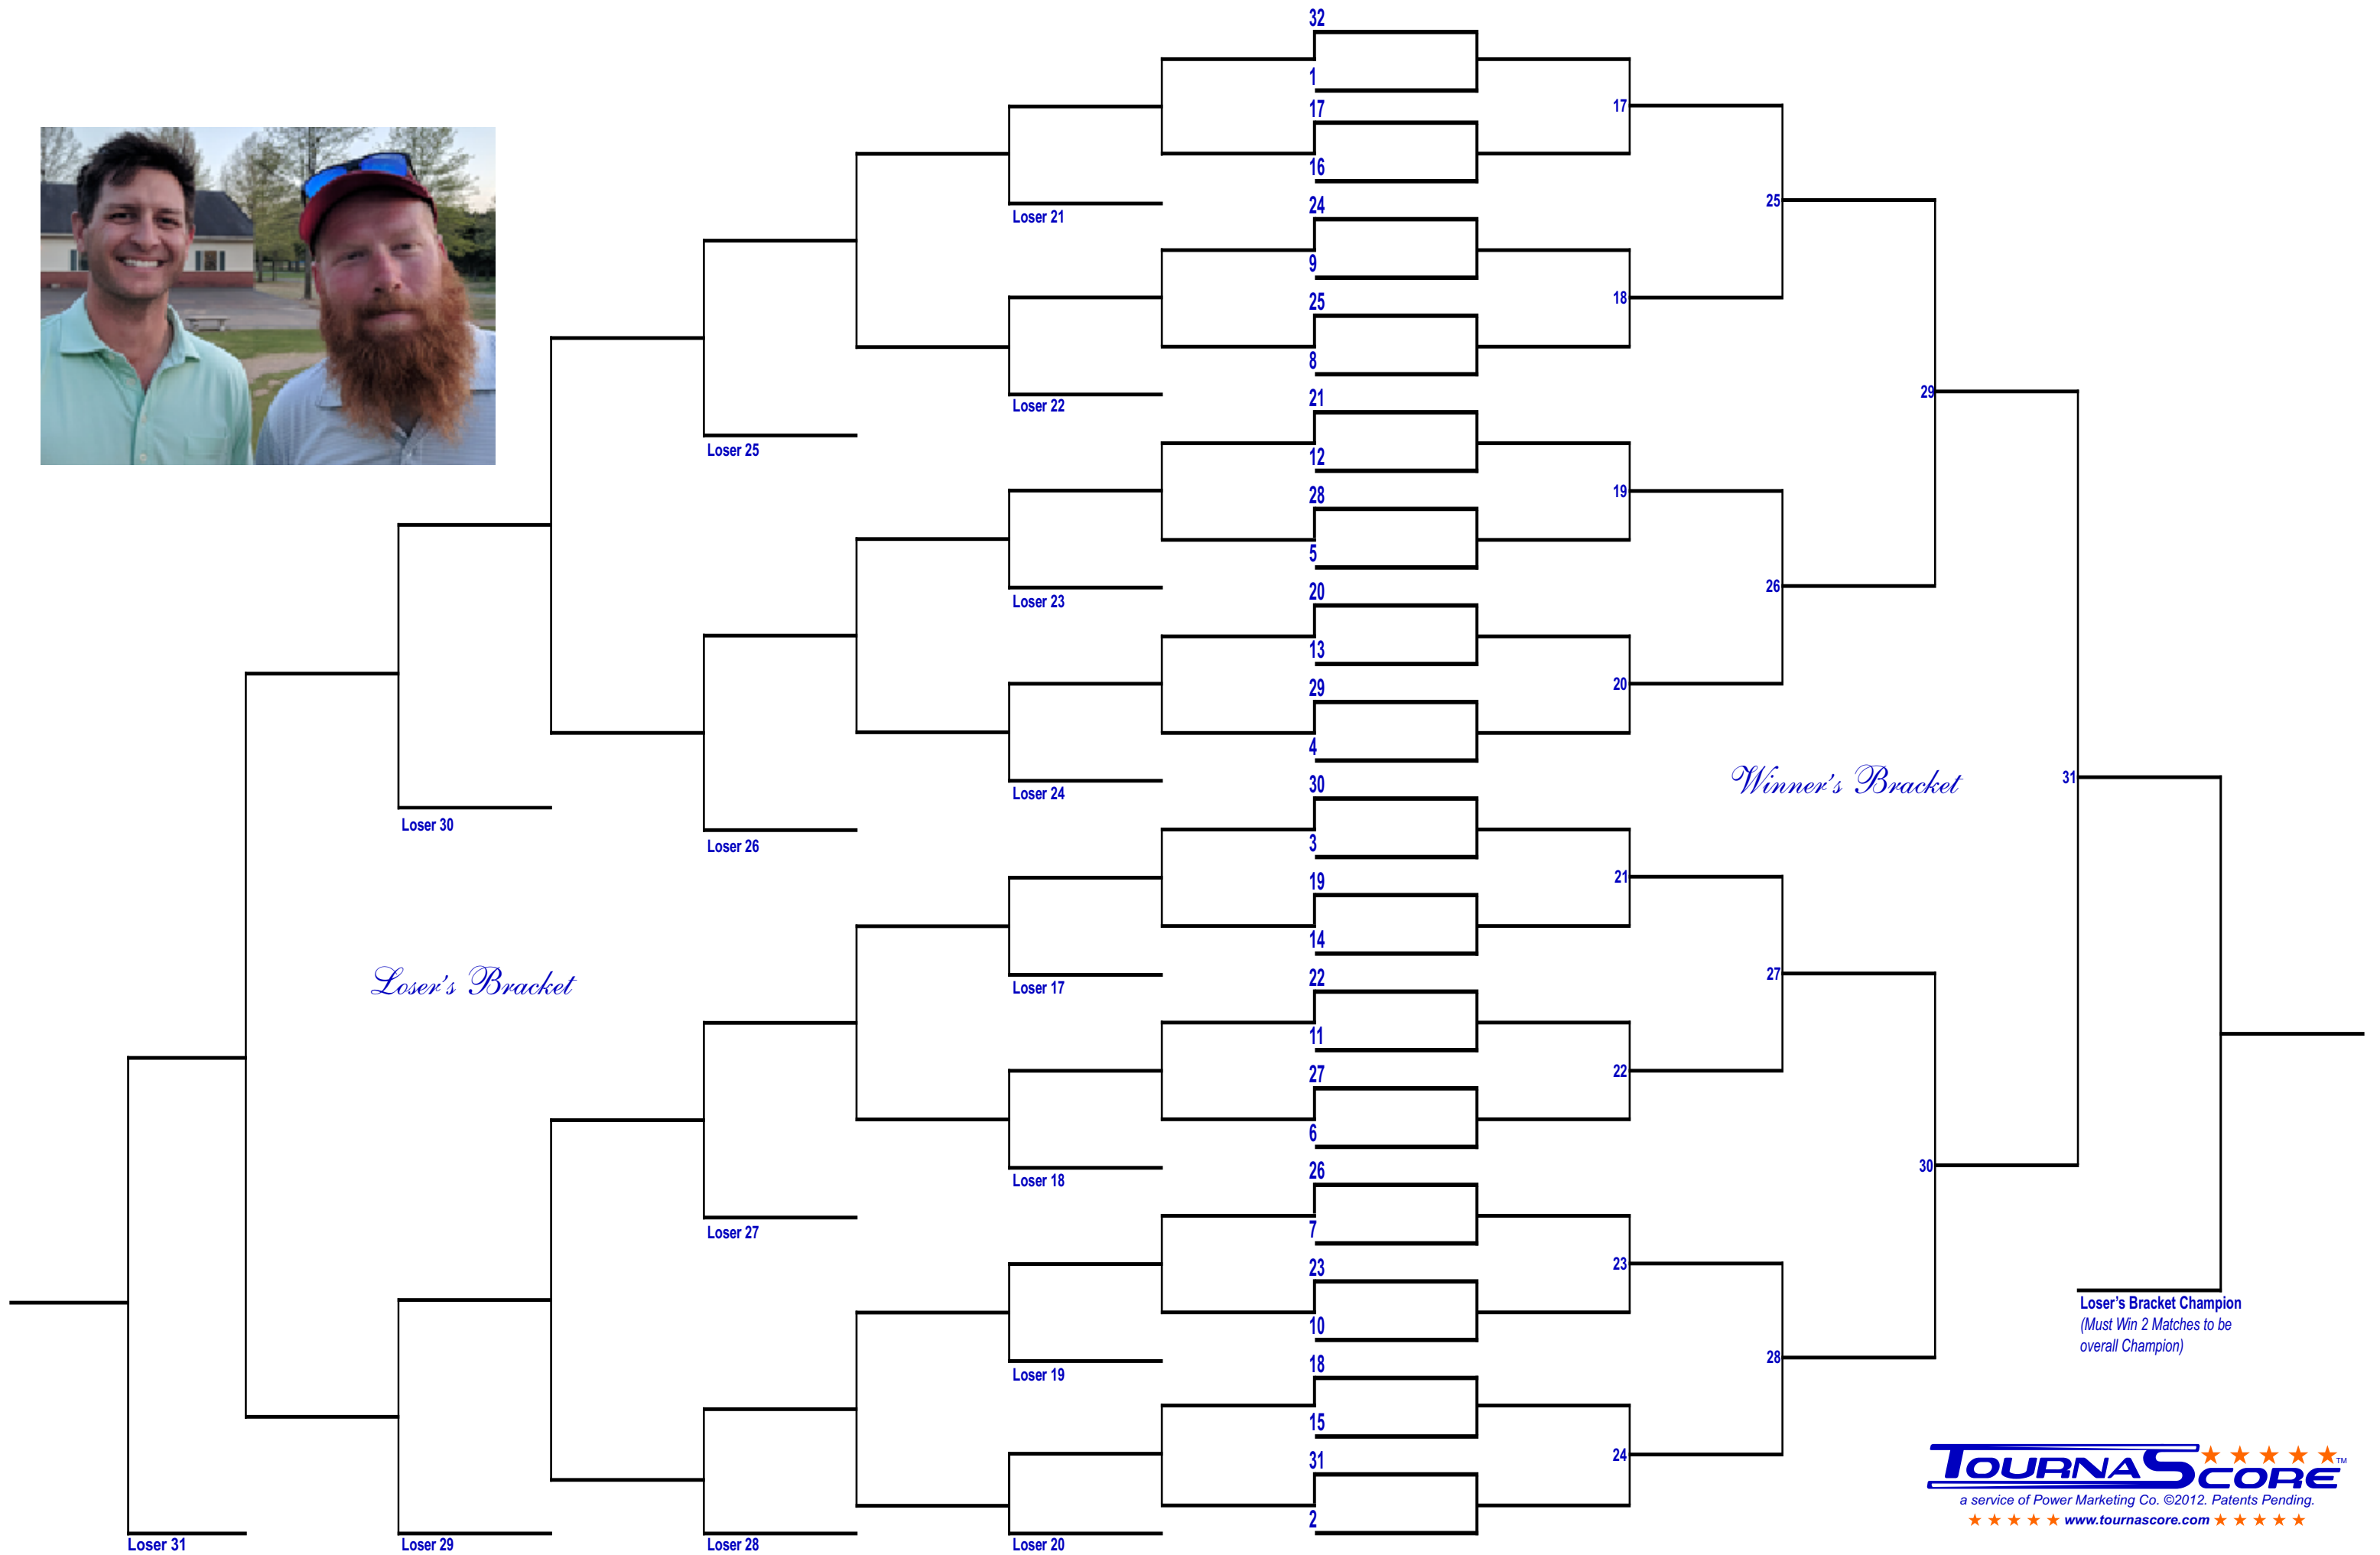 32
1
17
17
16
25
24
Loser 21
9
25
18
8
21
29
Loser 22
12
Loser 25
28
19
5
26
20
Loser 23
13
29
20
4
Winner's Bracket
31
30
Loser 24
Loser 30
3
Loser 26
19
21
14
22
27
Loser's Bracket
Loser 17
11
27
22
6
26
30
Loser 18
7
Loser 27
23
23
10
Loser's Bracket Champion
(Must Win 2 Matches to be
overall Champion)
18
28
Loser 19
15
31
24
TournaScore TM
a service of Power Marketing Co. ©2012. Patents Pending.
2
www.tournascore.com
Loser 31
Loser 29
Loser 28
Loser 20